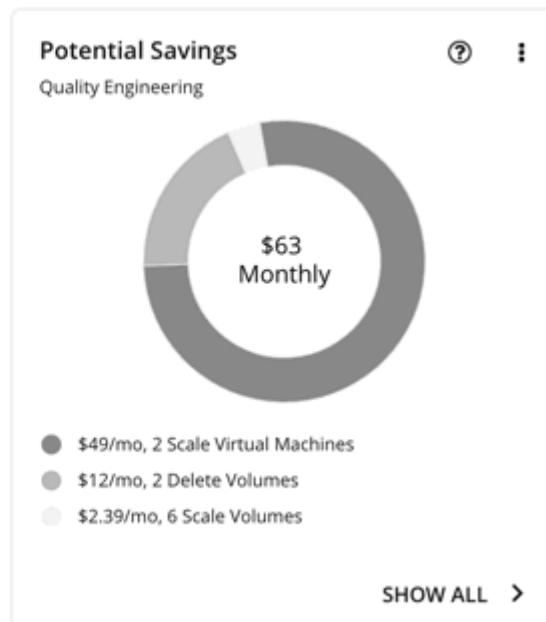 Potential Savings
Quality Engineering
$63
Monthly
$49/mo, 2 Scale Virtual Machines
$12/mo, 2 Delete Volumes
$2.39/mo, 6 Scale Volumes
SHOW ALL